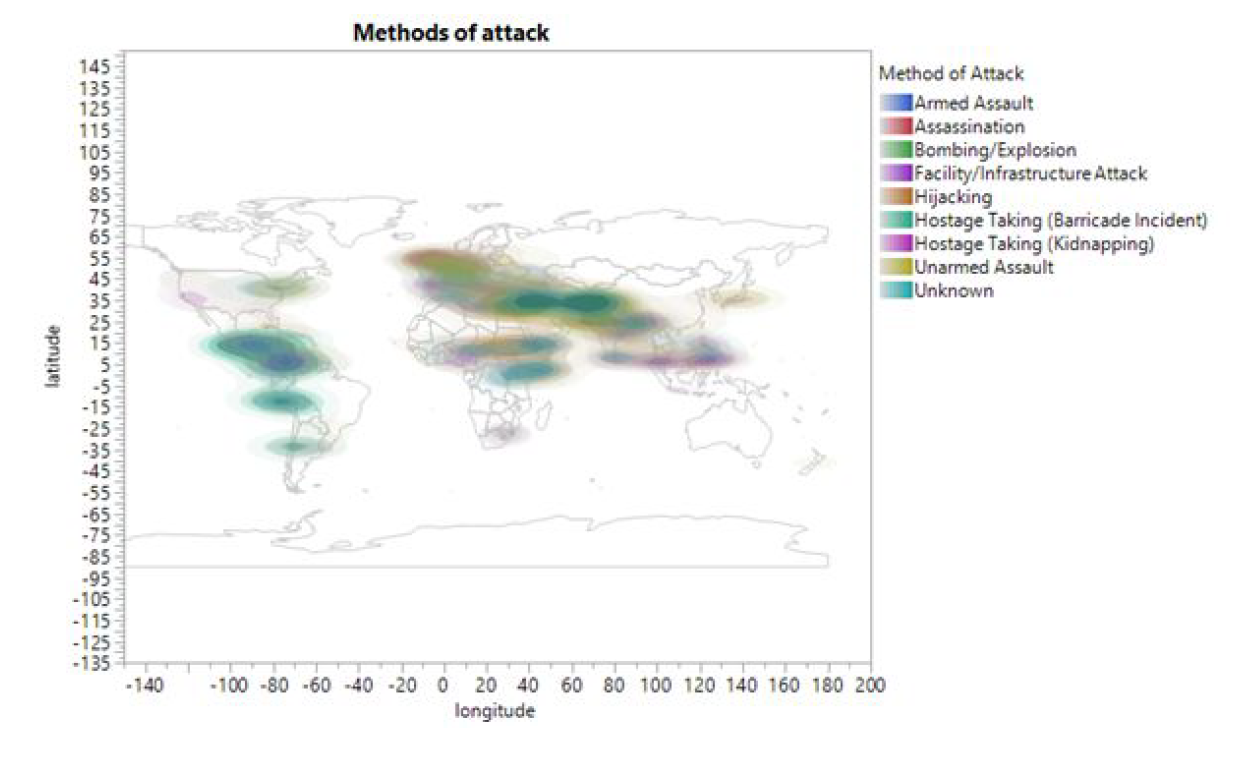 Methods of attack
145
135
125
115
105
95
85
75
65
55
45
35
25
15
5
-5
-15
-25
-35
-45
-55
-65
-75
-85
-95
-105
-115
-125
-135
latitude
-140 -100 -80 -60 -40 -20 0 20 40 60 80 100 120 140 160 180 200
longitude
Method of Attack
Armed Assault
Assassination
Bombing/Explosion
Facility/Infrastructure Attack
Hijacking
Hostage Taking (Barricade Incident)
Hostage Taking (Kidnapping)
Unarmed Assault
Unknown